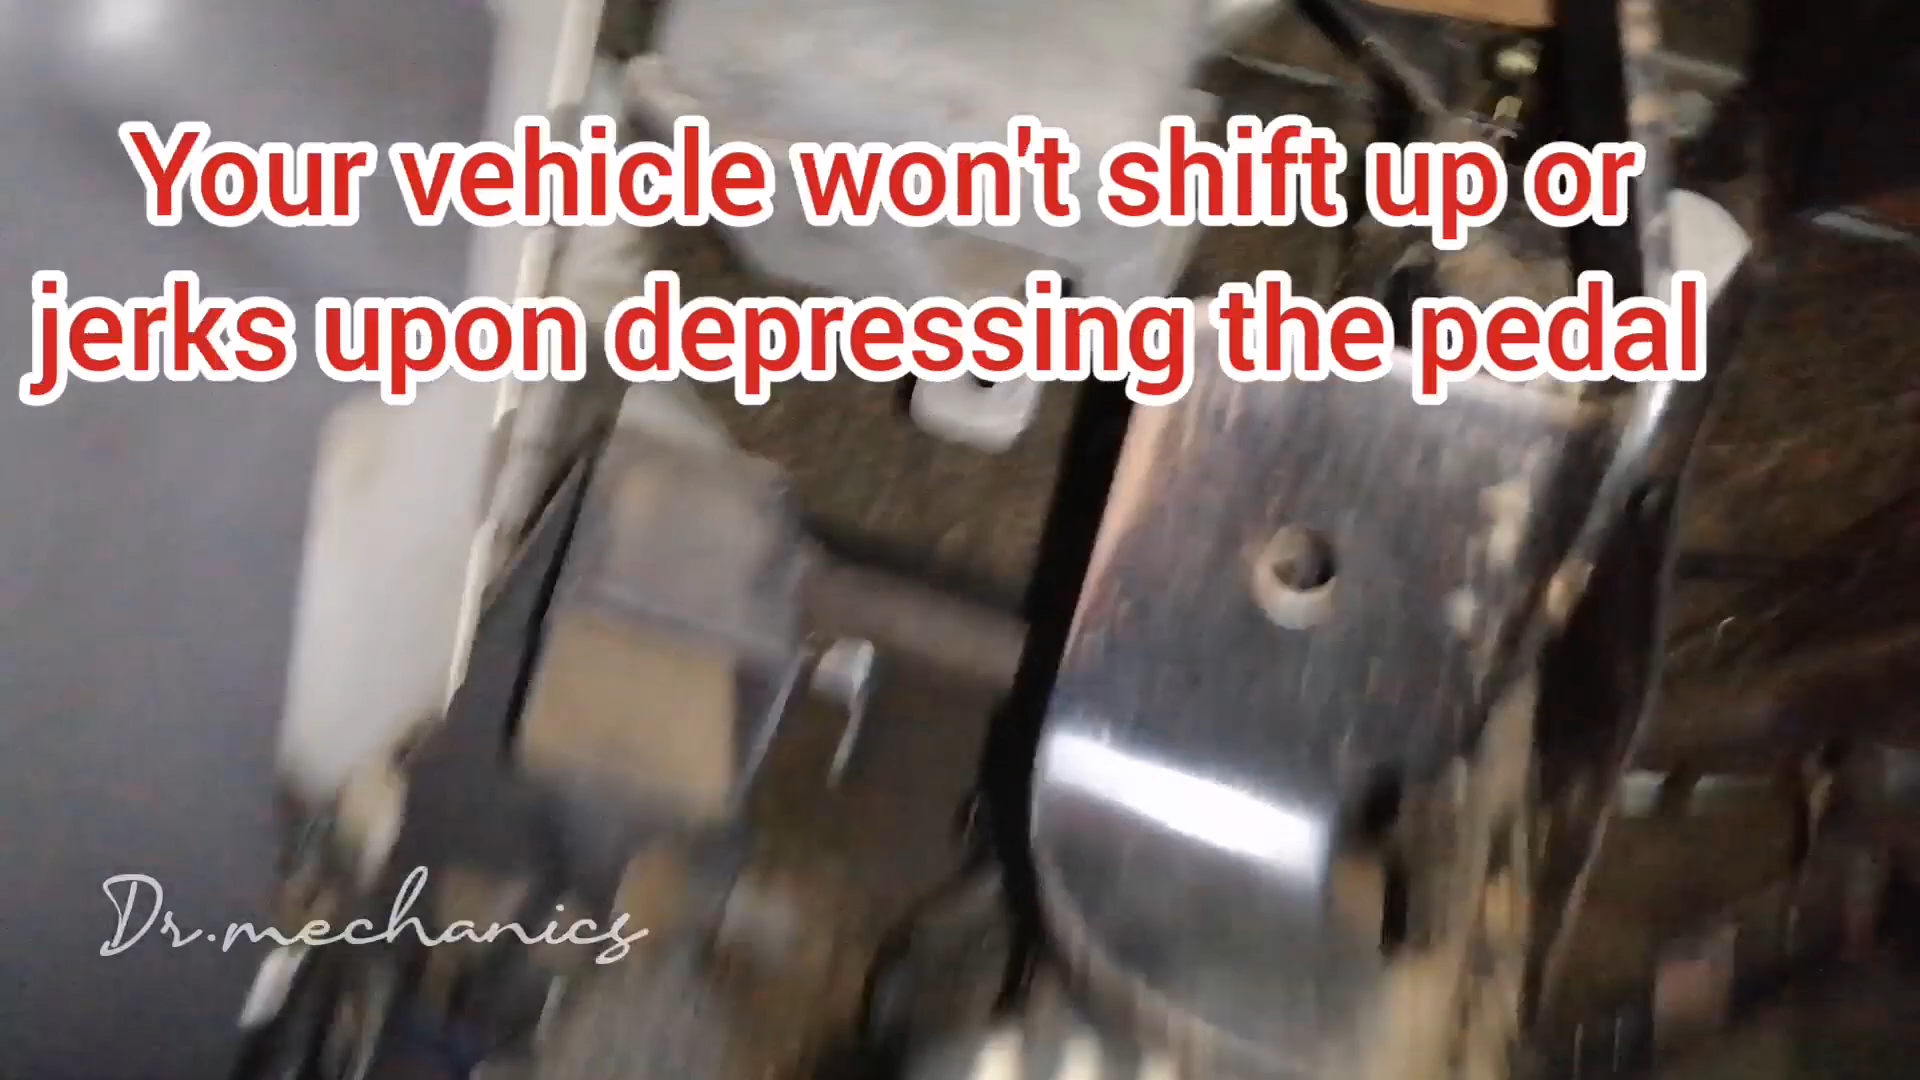 Your vehicle won't shift up or
jerks upon depressing the pedal
Dr.mechanics